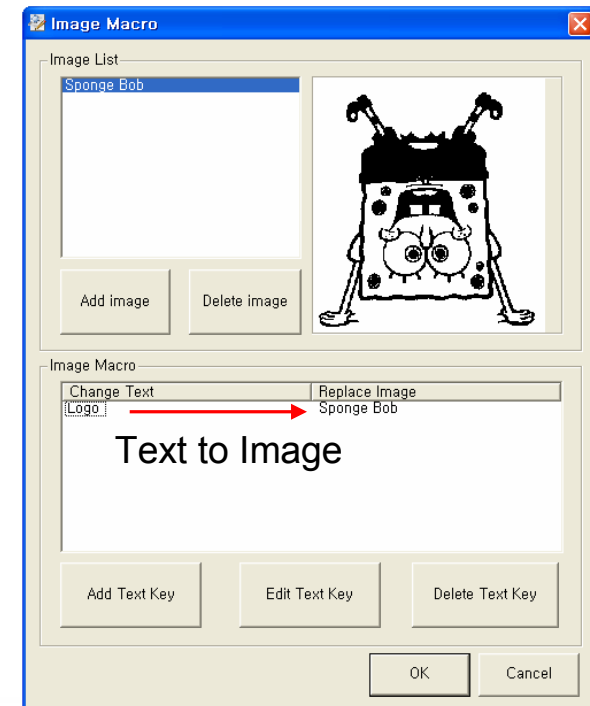 Image Macro
Image List
Sponge Bob
Add image
Delete image
Image Macro
Change Text
Replace Image
Logo
Sponge Bob
Text to Image
Add Text Key
Edit Text Key
Delete Text Key
OK
Cancel